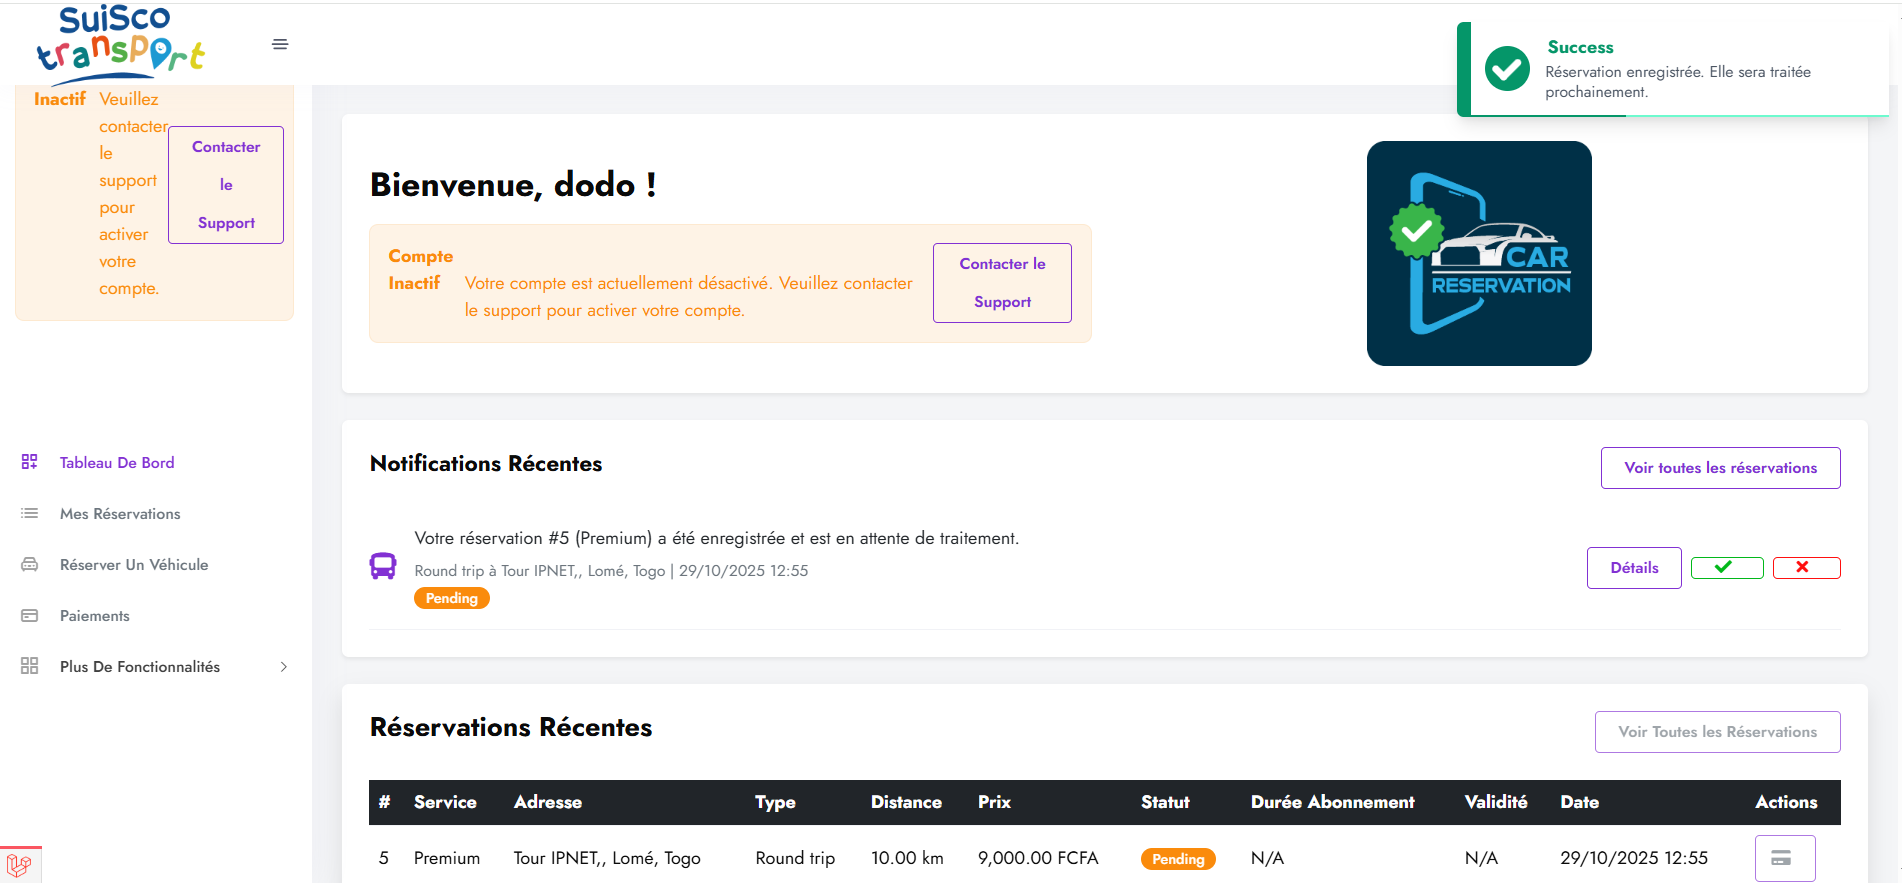 SuiSco
transport
Success
Réservation enregistrée. Elle sera traitée
prochainement.
Inactif
Veuillez
contacter
le
support
pour
activer
votre
compte.
Contacter
le
Support
Tableau De Bord
Mes Réservations
Réserver Un Véhicule
Paiements
Plus De Fonctionnalités
Bienvenue, dodo !
Compte
Inactif
Votre compte est actuellement désactivé. Veuillez contacter
le support pour activer votre compte.
Contacter le
Support
CAR
RESERVATION
Notifications Récentes
Voir toutes les réservations
Votre réservation #5 (Premium) a été enregistrée et est en attente de traitement.
Round trip à Tour IPNET,, Lomé, Togo | 29/10/2025 12:55
Pending
Détails
Réservations Récentes
Voir Toutes les Réservations
# Service Adresse Type Distance Prix Statut Durée Abonnement Validité Date Actions
5 Premium Tour IPNET,, Lomé, Togo Round trip 10.00 km 9,000.00 FCFA Pending N/A N/A 29/10/2025 12:55